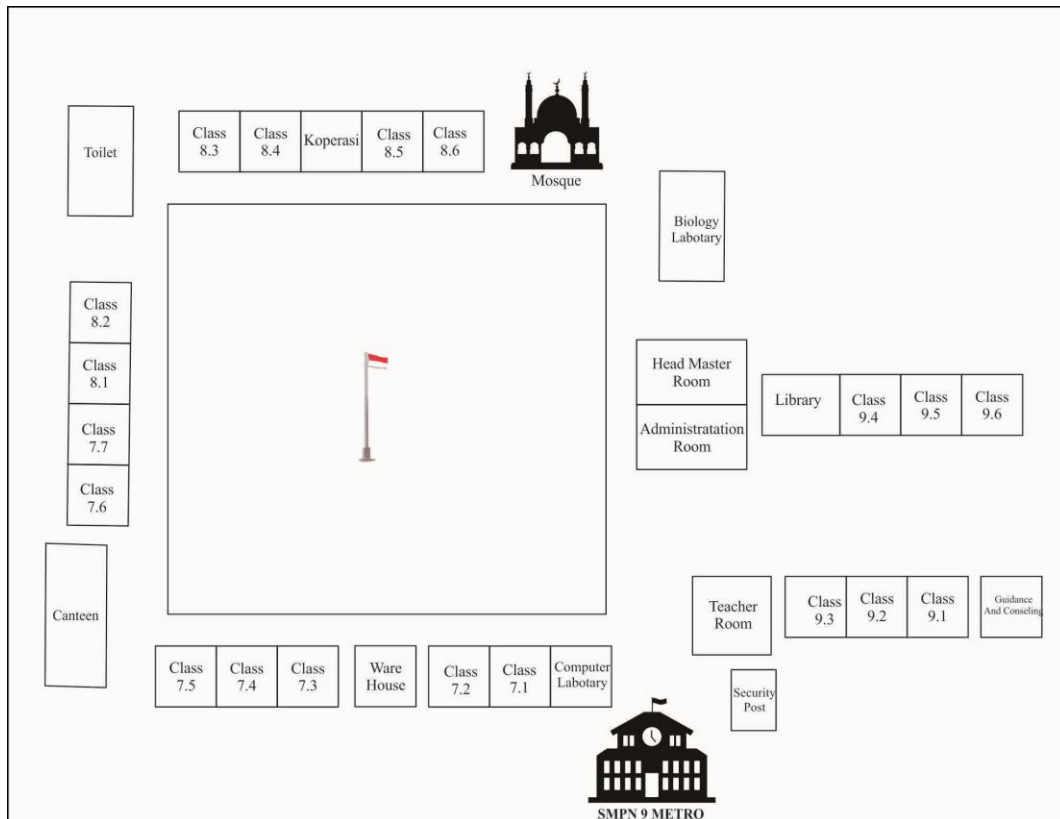 Toilet
Class
8.3
Class
8.4
Koperasi
Class
8.5
Class
8.6
Mosque
Biology
Labotary
Class
8.2
Class
8.1
Class
7.7
Class
7.6
Head Master
Room
Administratation
Room
Library
Class
9.4
Class
9.5
Class
9.6
Canteen
Teacher
Room
Class
9.3
Class
9.2
Class
9.1
Guidance
And Conseling
Class
7.5
Class
7.4
Class
7.3
Ware
House
Class
7.2
Class
7.1
Computer
Labotary
Security
Post
SMPN 9 METRO